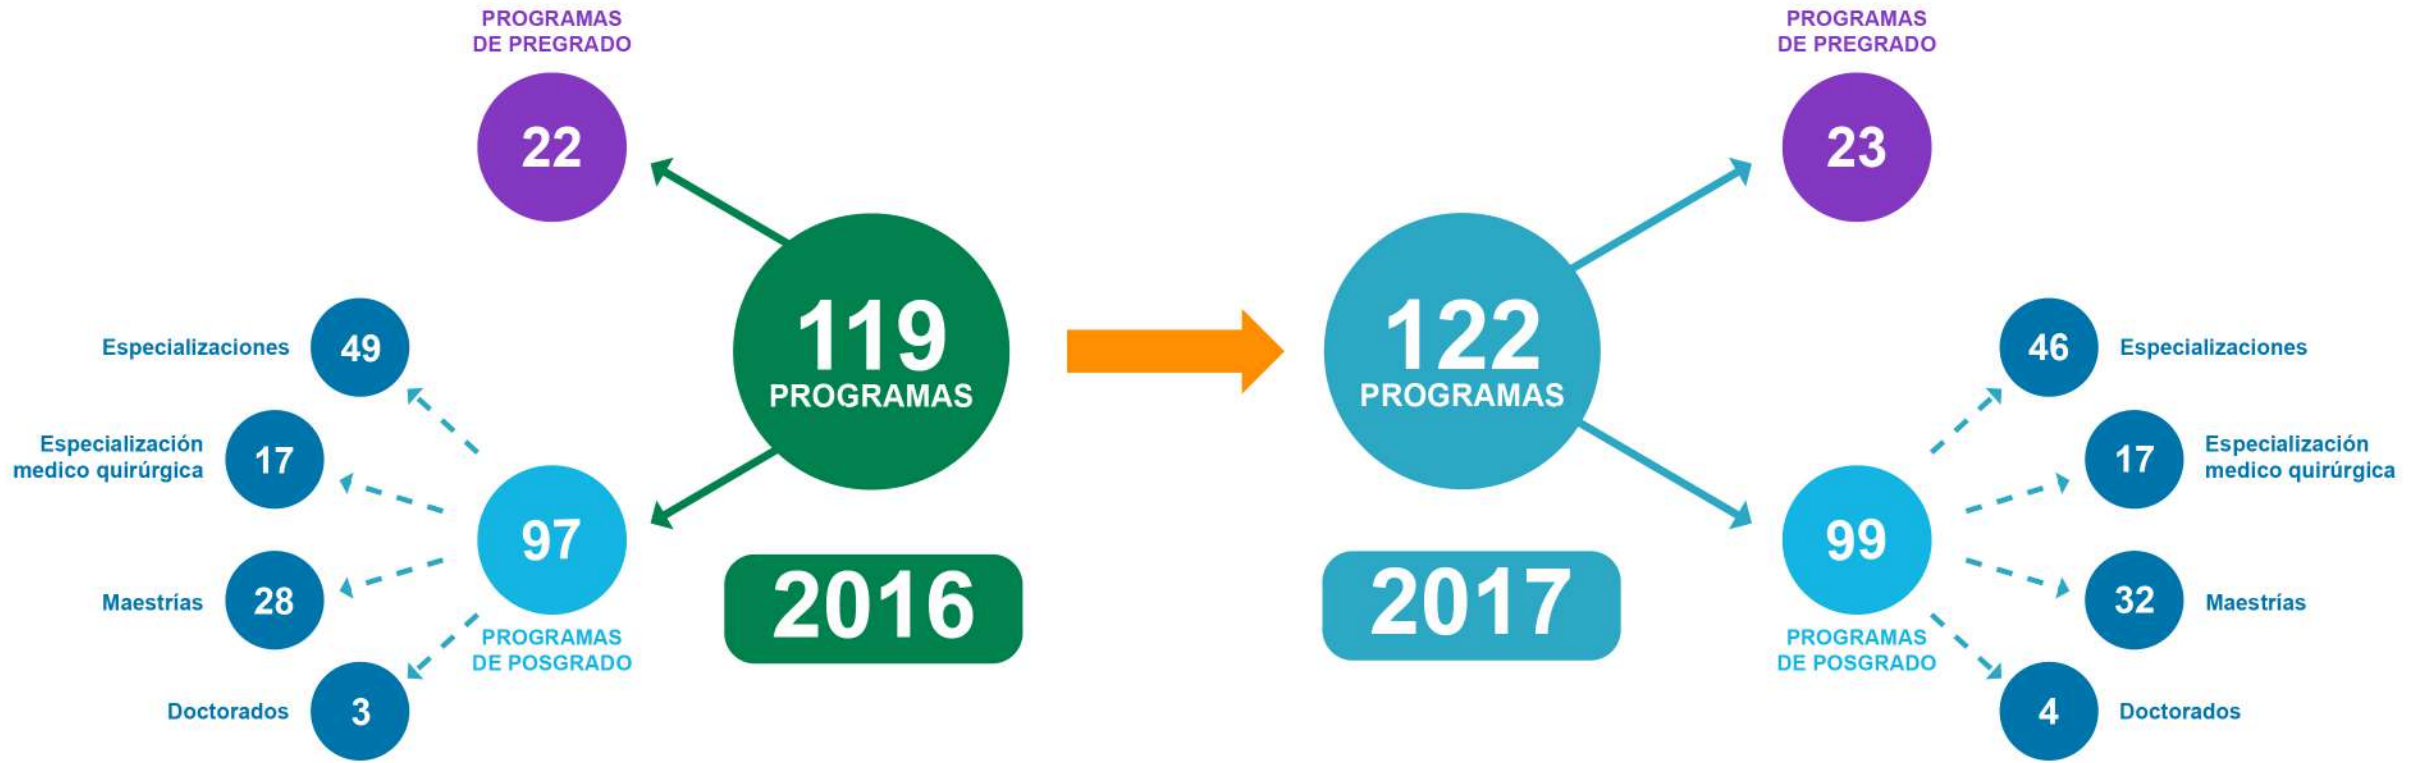 PROGRAMAS
DE PREGRADO
22
119
PROGRAMAS
Especializaciones
49
Especialización
medico quirúrgica
17
97
Maestrías
28
PROGRAMAS
DE POSGRADO
Doctorados
3
2016
PROGRAMAS
DE PREGRADO
23
122
PROGRAMAS
46
Especializaciones
17
Especialización
medico quirúrgica
99
32
Maestrías
PROGRAMAS
DE POSGRADO
4
Doctorados
2017